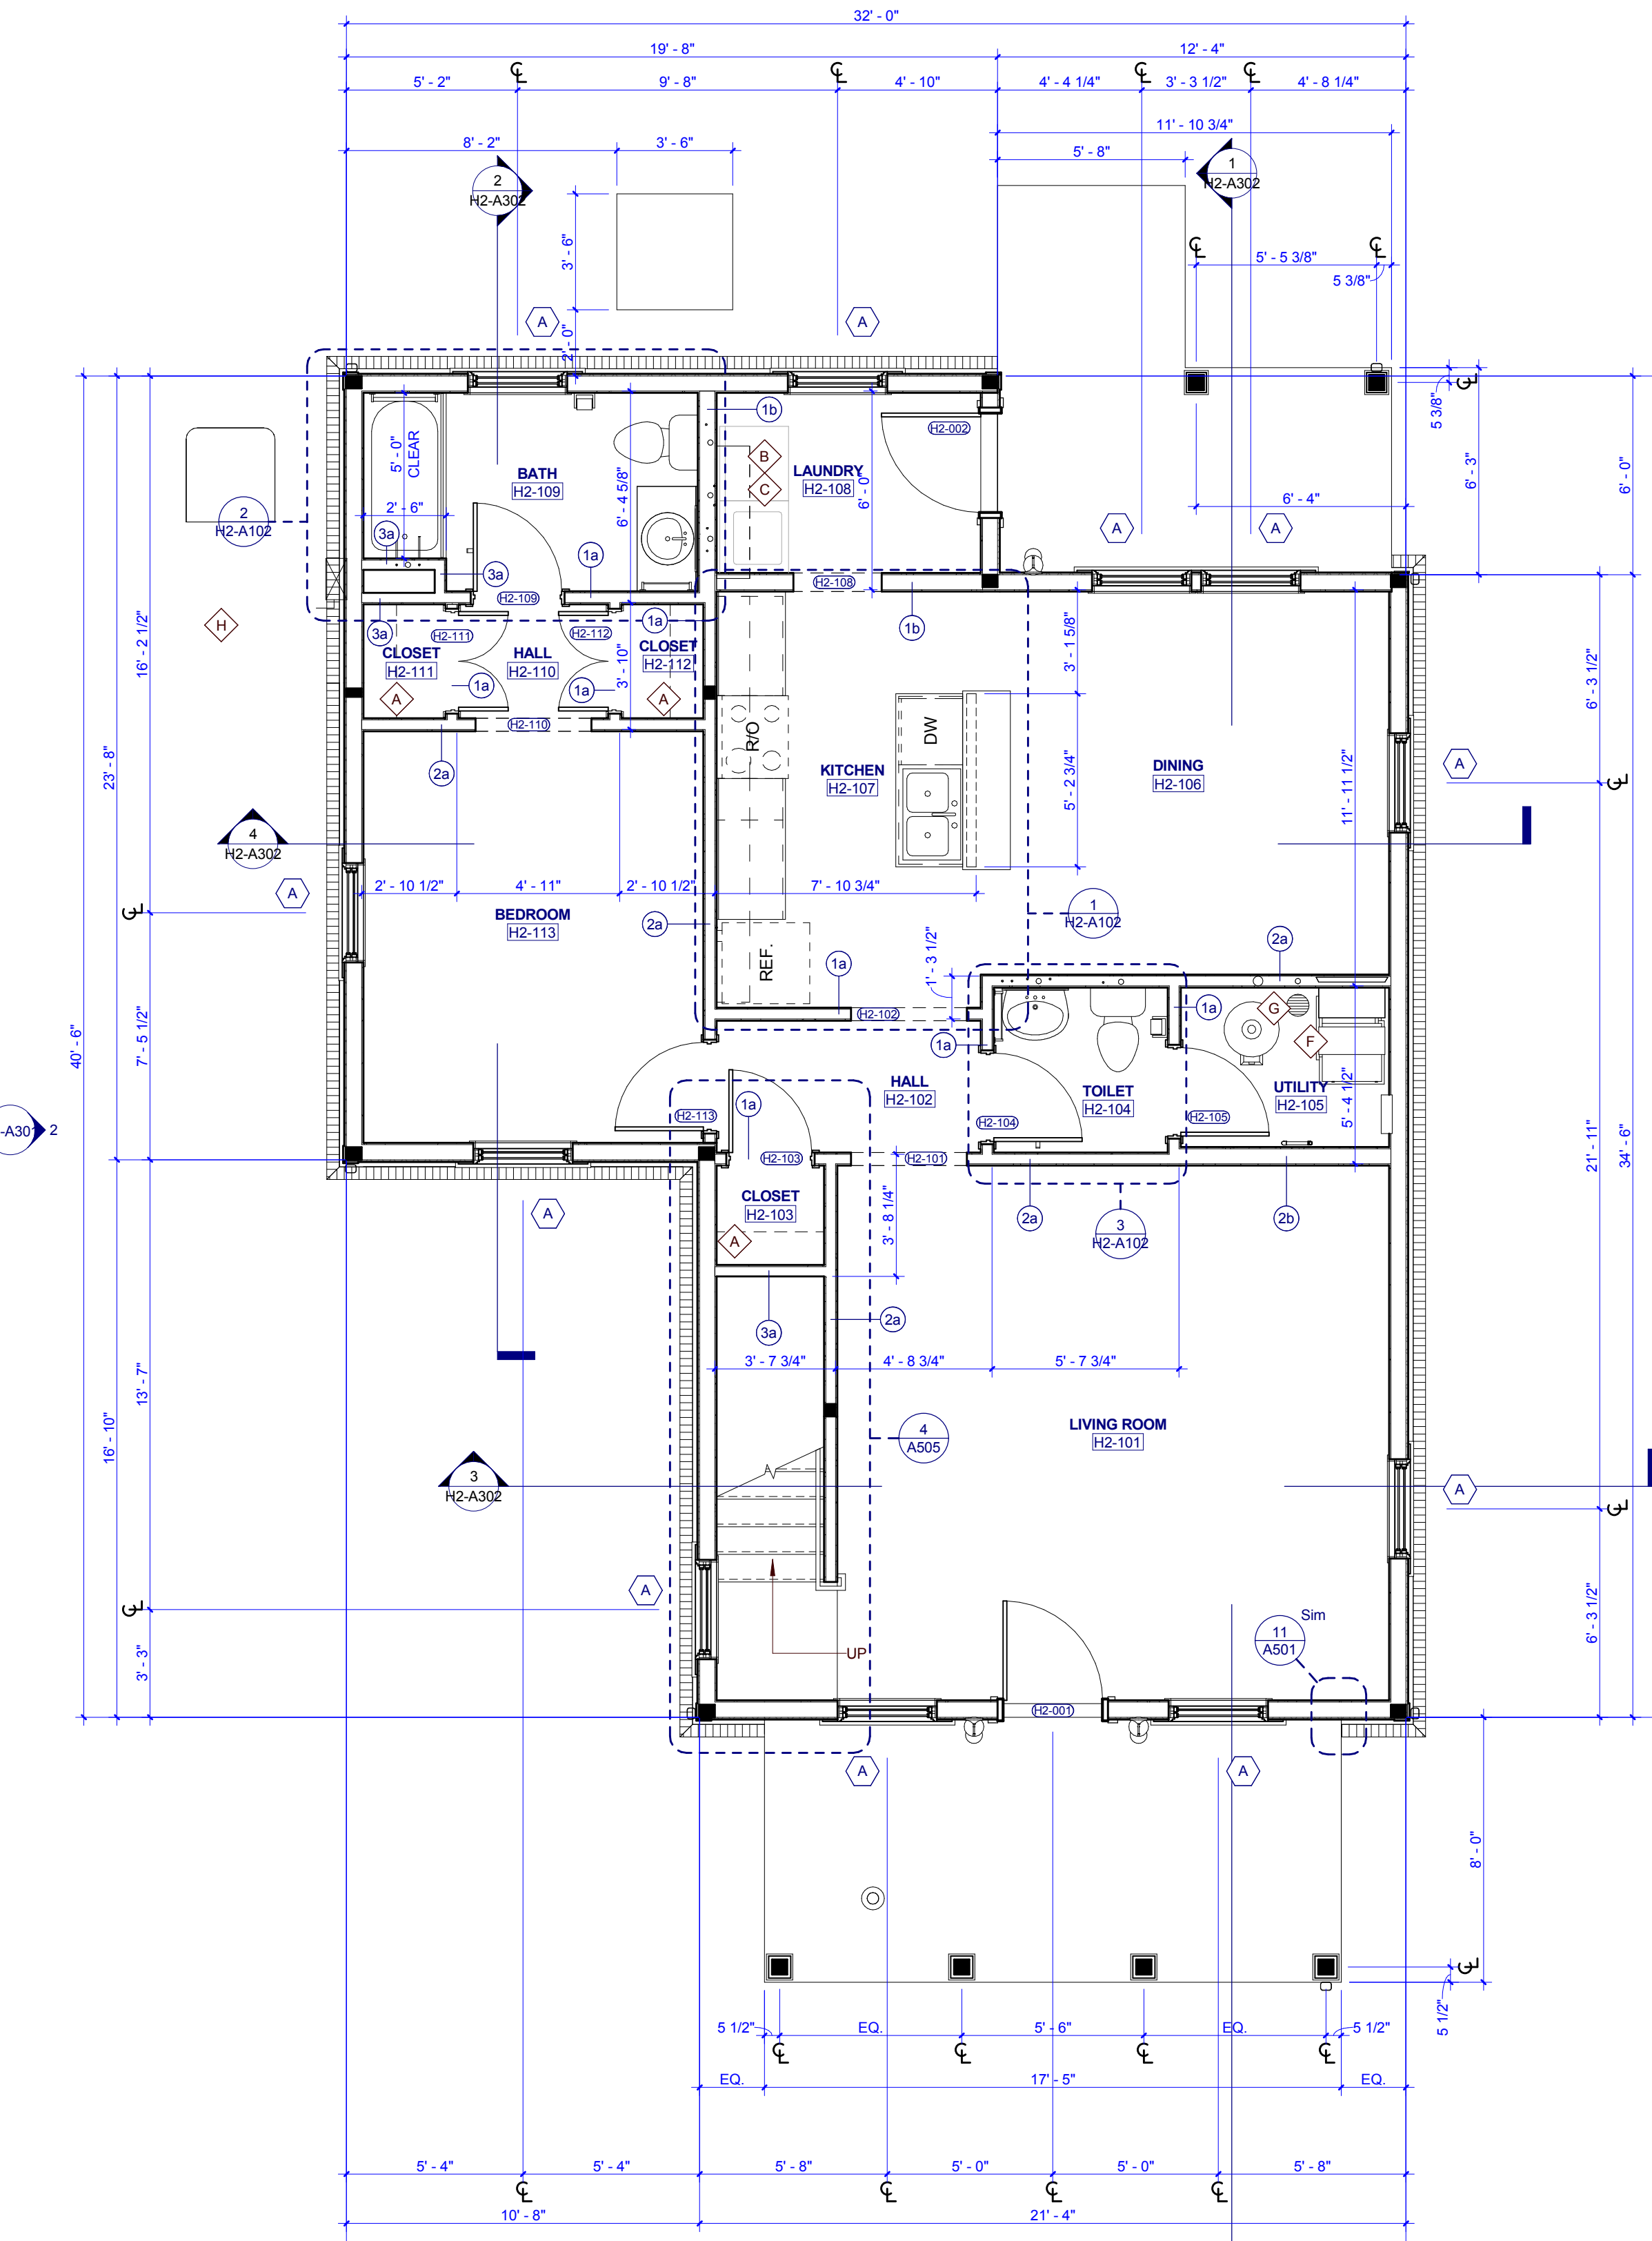 32' - 0"
19' - 8"
12' - 4"
5' - 2"
9' - 8"
4' - 10"
4' - 4 1/4"
3' - 3 1/2"
4' - 8 1/4"
11' - 10 3/4"
8' - 2"
3' - 6"
5' - 8"
2
H2-A302
1
H2-A302
3' - 6"
5' - 5 3/8"
5 3/8"
A
A
2' - 0"
5 3/8"
1b
H2-002
5' - 0"
CLEAR
BATH
H2-109
B
C
LAUNDRY
H2-108
6' - 0"
6' - 4 5/8"
6' - 3"
6' - 0"
2' - 6"
6' - 4"
2
H2-A102
3a
1a
A
A
3a
H2-109
H2-108
H
3a
H2-111
H2-112
1a
1b
16' - 2 1/2"
CLOSET
H2-111
HALL
H2-110
CLOSET
H2-112
3' - 10"
3' - 1 5/8"
6' - 3 1/2"
A
1a
1a
A
H2-110
R/O
DW
23' - 8"
2a
KITCHEN
H2-107
DINING
H2-106
5' - 2 3/4"
11' - 11 1/2"
A
4
H2-A302
A
2' - 10 1/2"
4' - 11"
2' - 10 1/2"
7' - 10 3/4"
BEDROOM
H2-113
2a
1
H2-A102
REF.
1a
1' - 3 1/2"
2a
H2-102
1a
1a
G
F
40' - 6"
7' - 5 1/2"
HALL
H2-102
TOILET
H2-104
UTILITY
H2-105
5' - 4 1/2"
H2-113
1a
H2-104
H2-105
-A301
2
21' - 11"
34' - 6"
H2-103
H2-101
CLOSET
H2-103
A
A
3' - 8 1/4"
2a
3
H2-A102
2b
3a
2a
3' - 7 3/4"
4' - 8 3/4"
5' - 7 3/4"
13' - 7"
16' - 10"
4
A505
LIVING ROOM
H2-101
3
H2-A302
A
A
UP
Sim
11
A501
6' - 3 1/2"
3' - 3"
H2-001
A
A
8' - 0"
5 1/2"
5 1/2"
EQ.
5' - 6"
EQ.
5 1/2"
EQ.
17' - 5"
EQ.
5' - 4"
5' - 4"
5' - 8"
5' - 0"
5' - 0"
5' - 8"
10' - 8"
21' - 4"